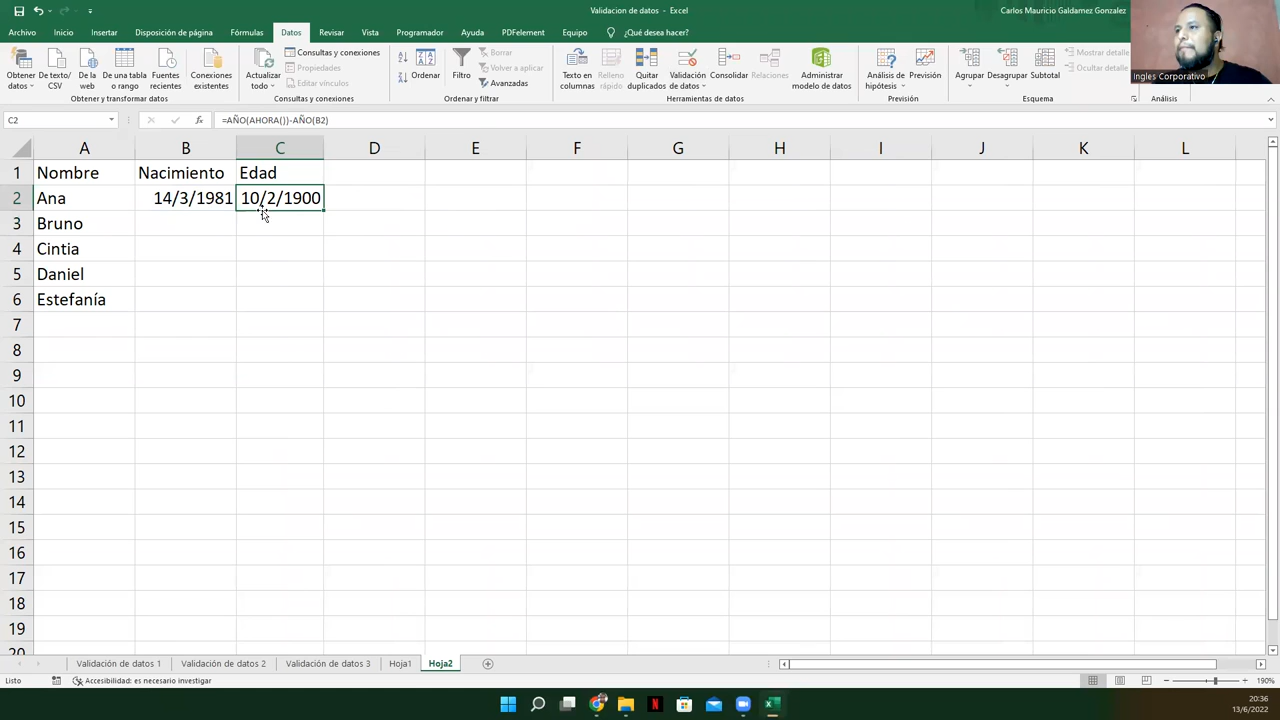 Validacion de datos - Excel
Carlos Mauricio Galdamez Gonzalez
Archivo Inicio Insertar Disposición de página Fórmulas Datos Revisar Vista Programador Ayuda PDFelement Equipo ¿Qué desea hacer?
Obtener datos
De texto/CSV
De la web
De una tabla o rango
Fuentes recientes
Conexiones existentes
Obtener y transformar datos
Actualizar todo
Consultas y conexiones
Propiedades
Editar vínculos
Consultas y conexiones
Ordenar
Filtro
Borrar
Volver a aplicar
Avanzadas
Ordenar y filtrar
Texto en columnas
Relleno rápido
Quitar duplicados
Validación de datos
Consolidar
Relaciones
Administrar modelo de datos
Herramientas de datos
Análisis de hipótesis
Previsión
Previsión
Agrupar
Desagrupar
Subtotal
Mostrar detalle
Ocultar detalle
Esquema
Análisis
Ingles Corporativo
C2
fx
=AÑO(AHORA())-AÑO(B2)
A B C D E F G H I J K L
1 Nombre Nacimiento Edad
2 Ana 14/3/1981 10/2/1900
3 Bruno
4 Cintia
5 Daniel
6 Estefanía
7
8
9
10
11
12
13
14
15
16
17
18
19
20
Validación de datos 1 Validación de datos 2 Validación de datos 3 Hoja1 Hoja2
Listo
Accesibilidad: es necesario investigar
190%
20:36
13/6/2022